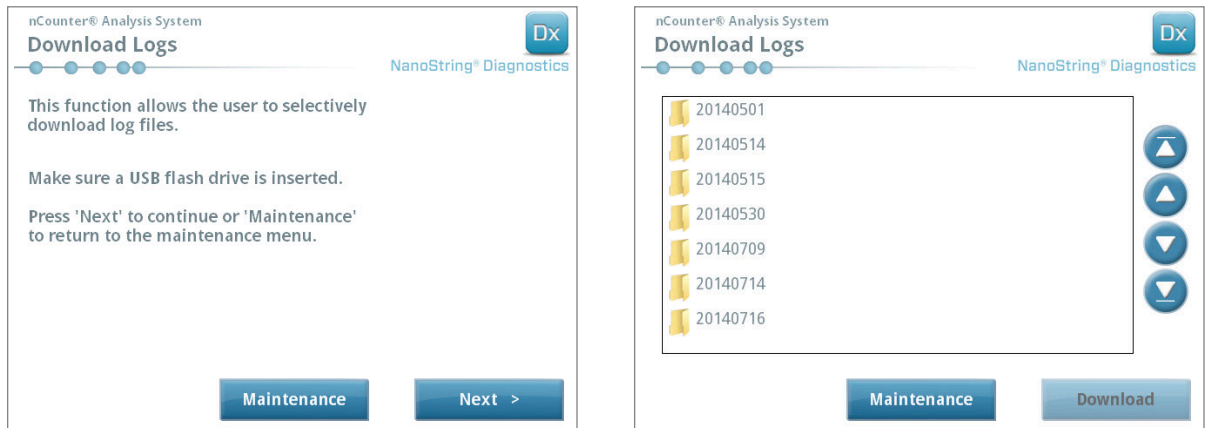 nCounter® Analysis System
Download Logs
Dx
NanoString® Diagnostics
This function allows the user to selectively
download log files.
Make sure a USB flash drive is inserted.
Press 'Next' to continue or 'Maintenance'
to return to the maintenance menu.
Maintenance
Next >
nCounter® Analysis System
Download Logs
Dx
NanoString® Diagnostics
20140501
20140514
20140515
20140530
20140709
20140714
20140716
Maintenance
Download